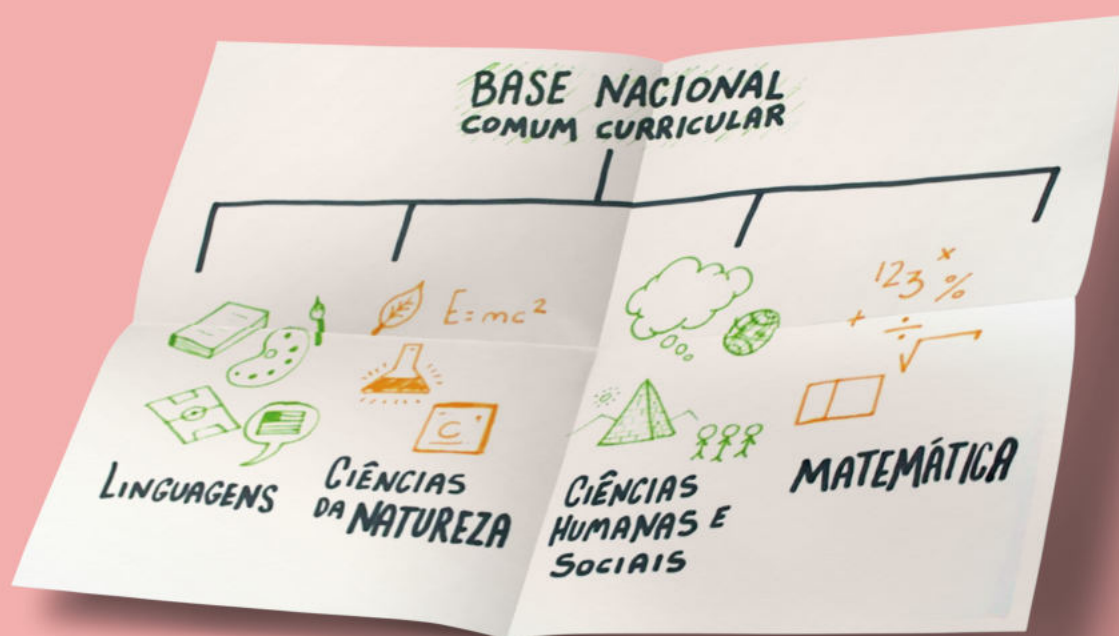 BASE NACIONAL
COMUM CURRICULAR
E=mc²
C
123 × %
+ ÷ √
LINGUAGENS
CIÊNCIAS
DA NATUREZA
CIÊNCIAS
HUMANAS E
SOCIAIS
MATEMÁTICA